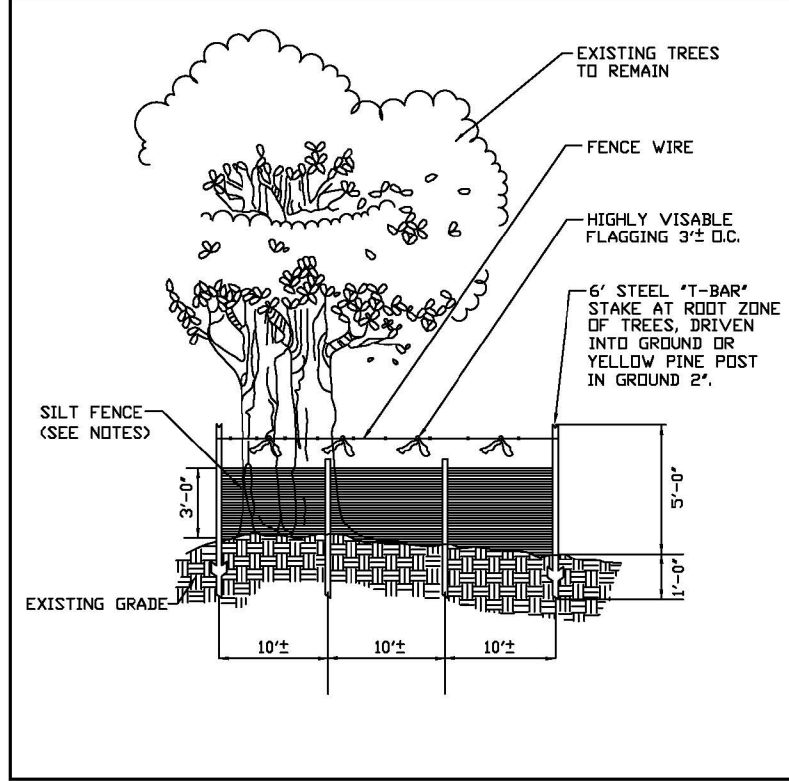 EXISTING TREES
TO REMAIN
FENCE WIRE
HIGHLY VISABLE
FLAGGING 3'± O.C.
6' STEEL "T-BAR"
STAKE AT ROOT ZONE
OF TREES, DRIVEN
INTO GROUND OR
YELLOW PINE POST
IN GROUND 2".
SILT FENCE
(SEE NOTES)
3'-0"
5'-0"
1'-0"
EXISTING GRADE
10'± 10'± 10'±